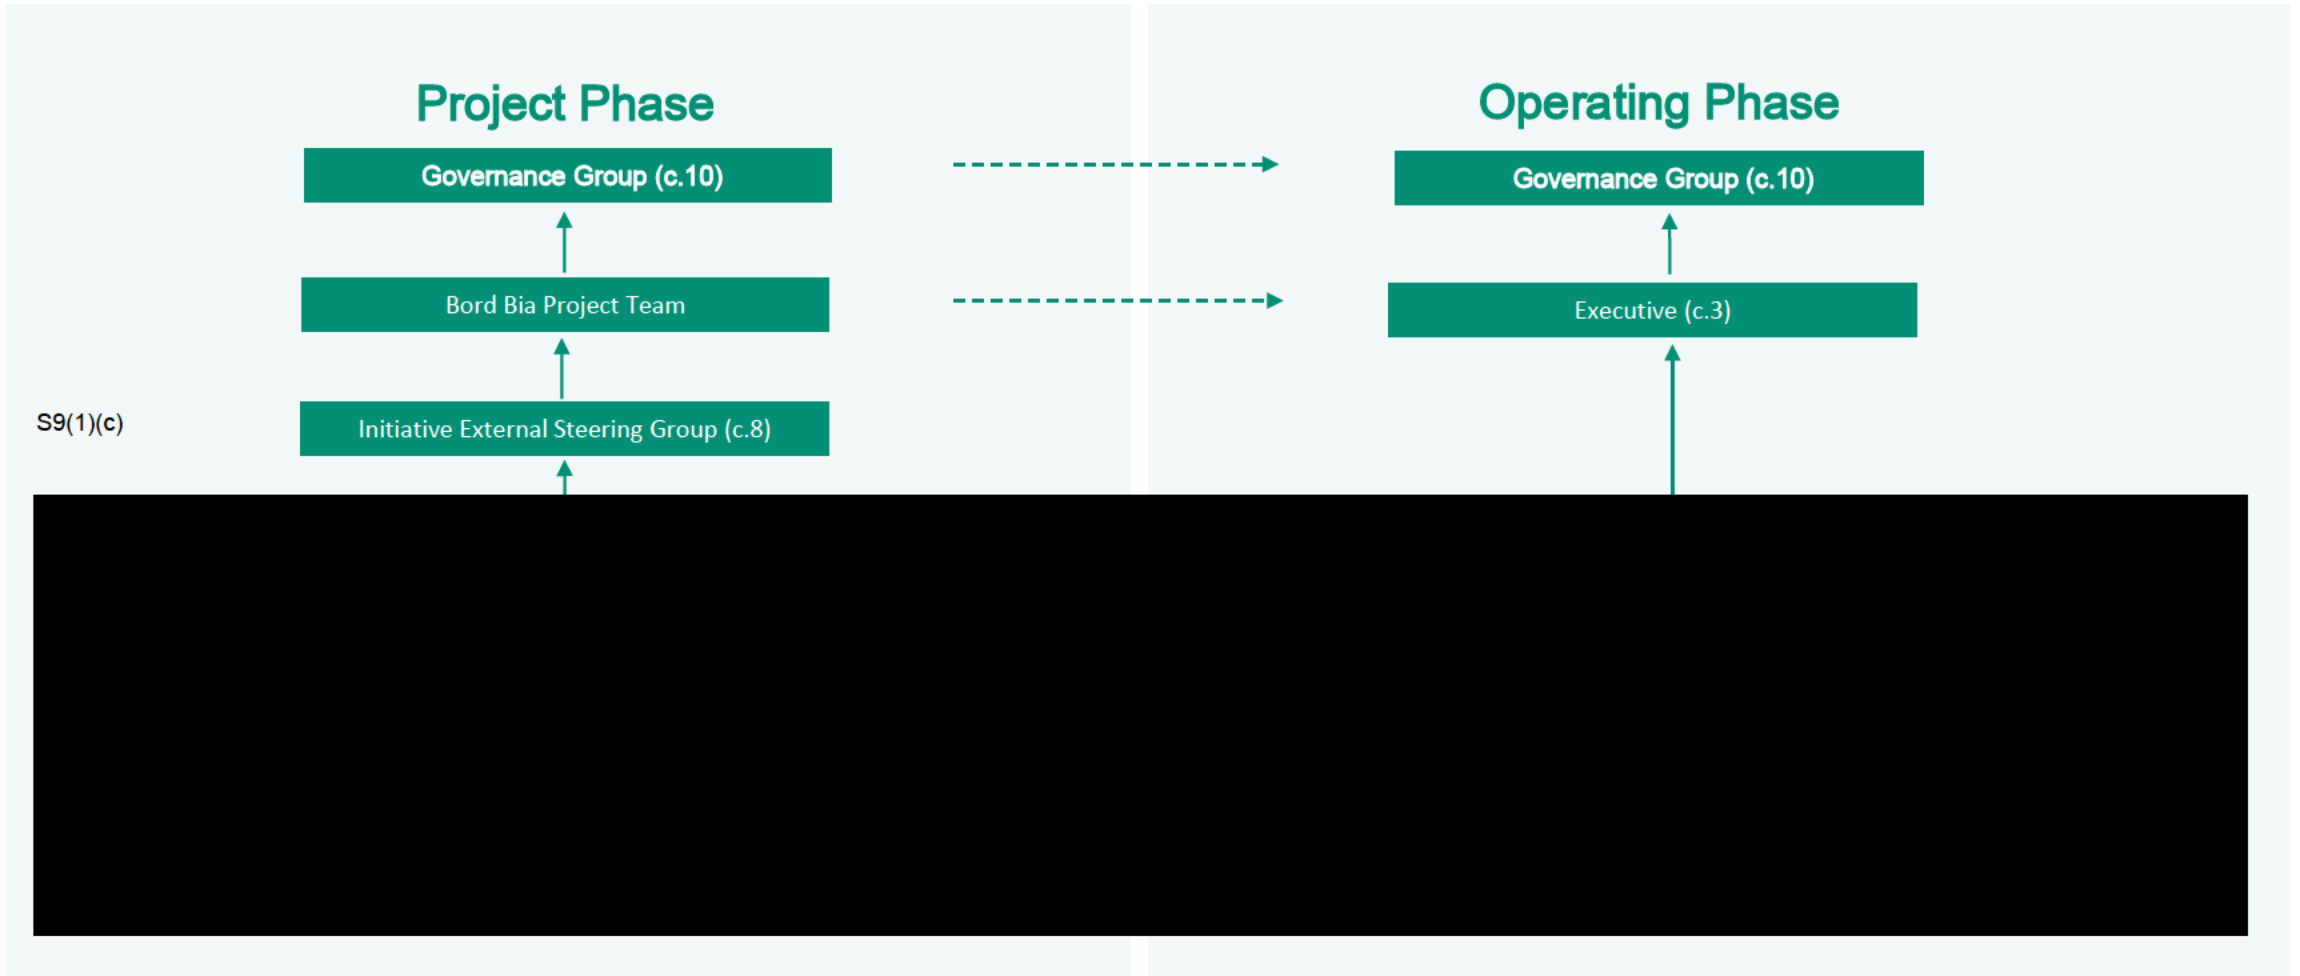 Project Phase
Governance Group (c.10)
Bord Bia Project Team
S9(1)(c)
Initiative External Steering Group (c.8)
Operating Phase
Governance Group (c.10)
Executive (c.3)